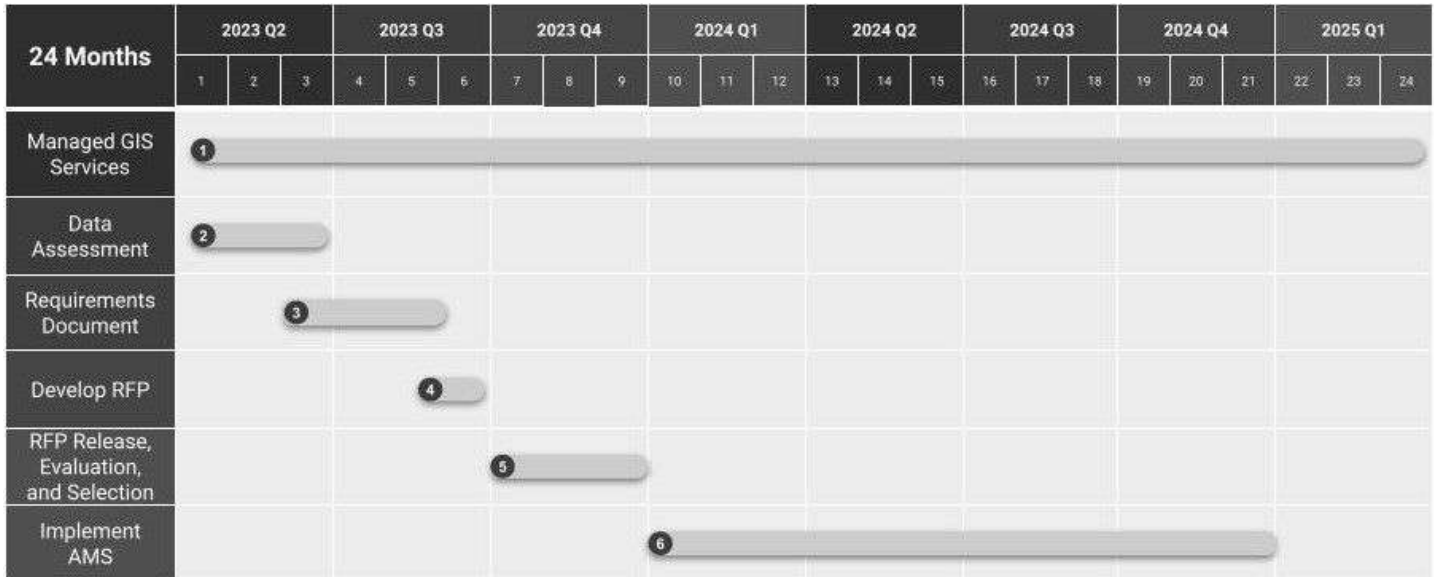 24 Months
2023 Q2 2023 Q3 2023 Q4 2024 Q1 2024 Q2 2024 Q3 2024 Q4 2025 Q1
1 2 3 4 5 6 7 8 9 10 11 12 13 14 15 16 17 18 19 20 21 22 23 24
Managed GIS
Services
1
Data
Assessment
2
Requirements
Document
3
Develop RFP
4
RFP Release,
Evaluation,
and Selection
5
Implement
AMS
6